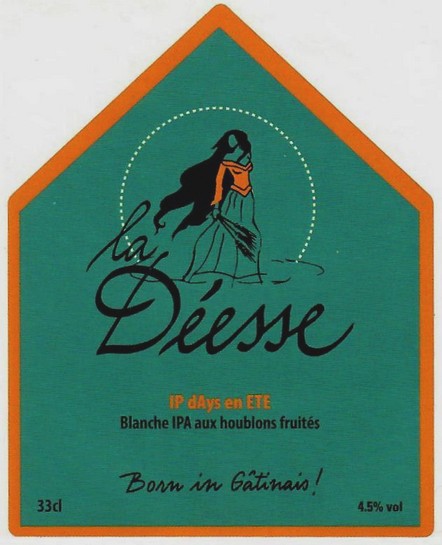 la
Déesse
IP dAys en ETE
Blanche IPA aux houblons fruités
Born in Gâtinais!
33cl
4.5% vol